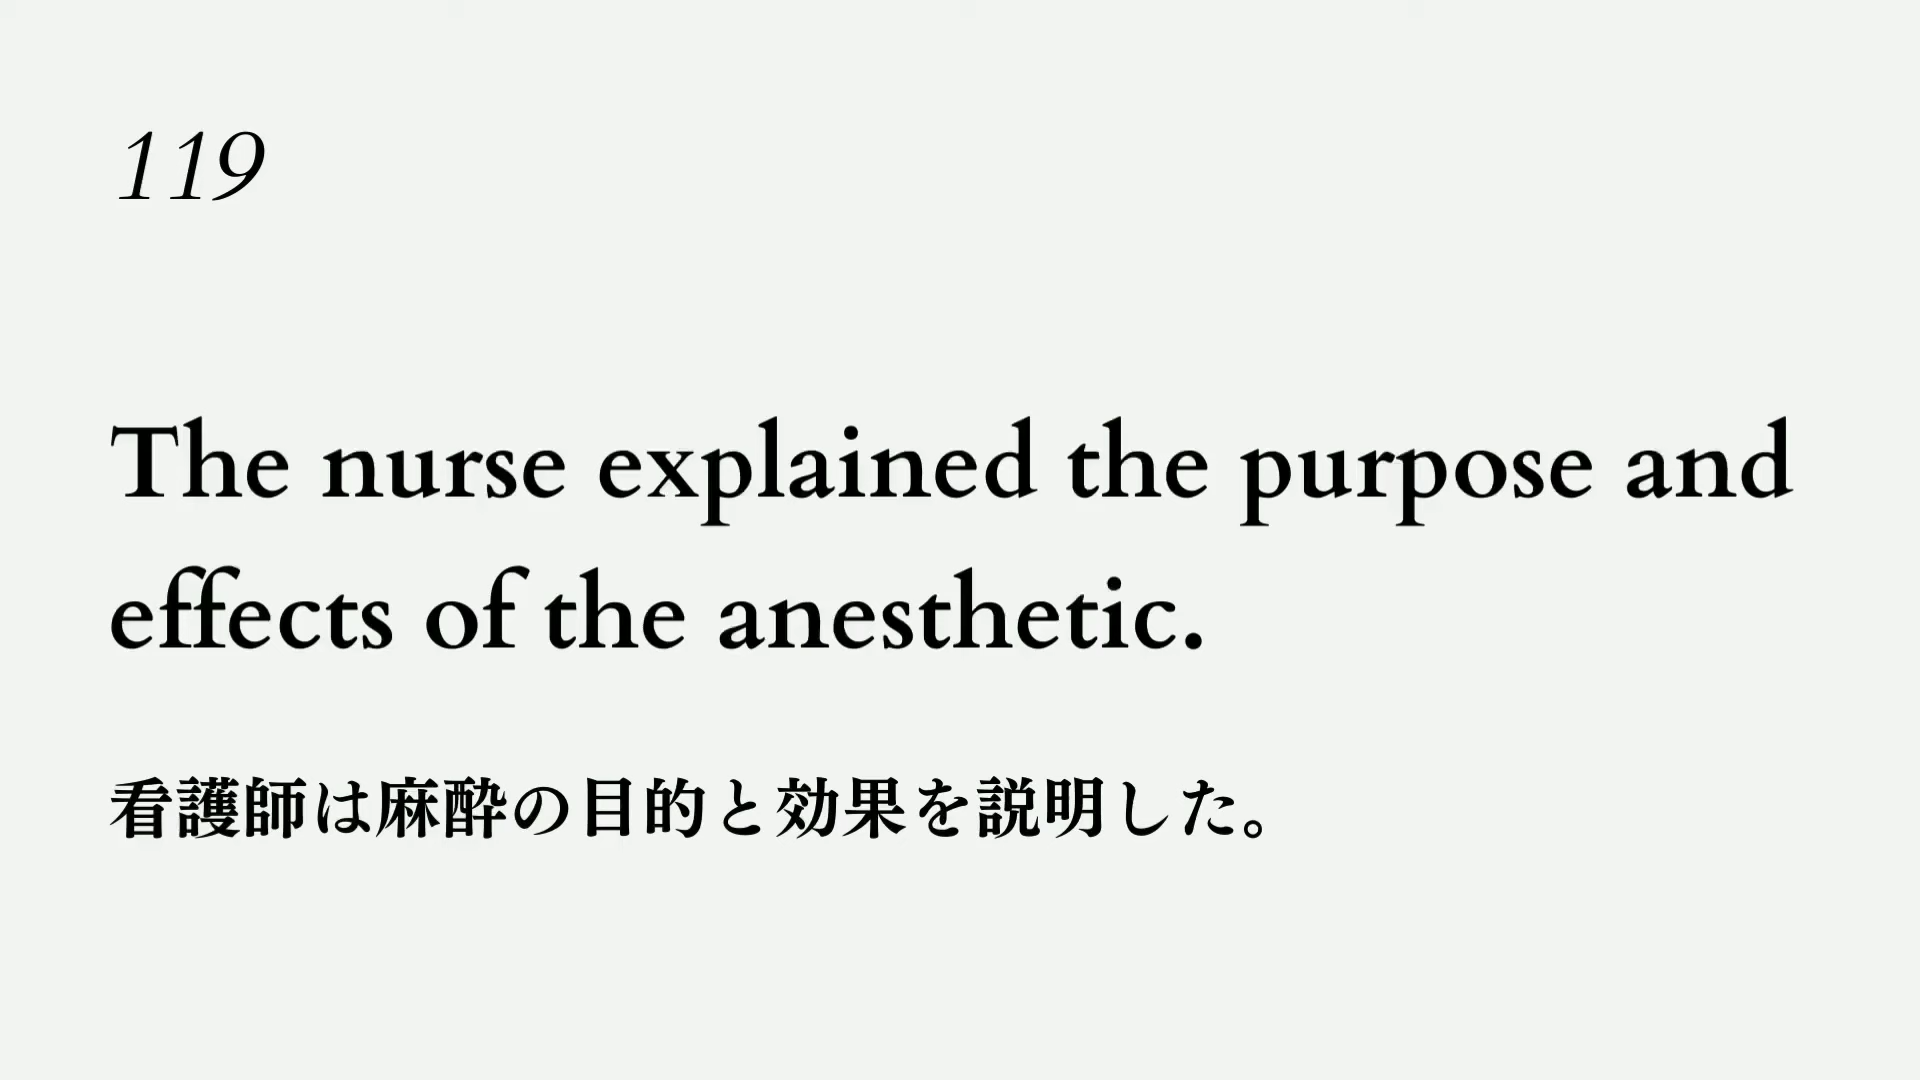 119
The nurse explained the purpose and
effects of the anesthetic.
看護師は麻酔の目的と効果を説明した。